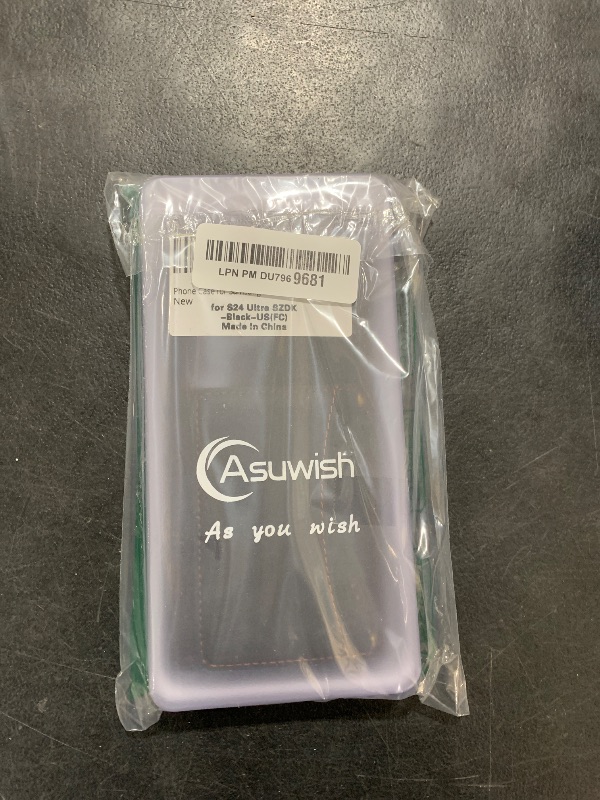 LPN PM DU796 9681
Phone Case for
New
for S24 Ultra SZDK
-Black-US(FC)
Made In China
Asuwish
As you wish